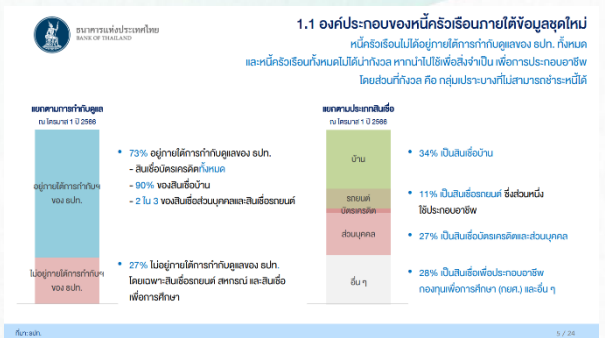 ธนาคารแห่งประเทศไทย
BANK OF THAILAND
1.1 องค์ประกอบของหนี้ครัวเรือนภายใต้ข้อมูลชุดใหม่
หนี้ครัวเรือนไม่ได้อยู่ภายใต้การกำกับดูแลของ ธปท. ทั้งหมด
และหนี้ครัวเรือนทั้งหมดไม่ได้น่ากังวล หากนำไปใช้เพื่อสิ่งจำเป็น เพื่อการประกอบอาชีพ
โดยส่วนที่กังวล คือ กลุ่มเปราะบางที่ไม่สามารถชำระหนี้ได้
แยกตามการกำกับดูแล
ณ ไตรมาส 1 ปี 2566
อยู่ภายใต้การกำกับฯ
ของ ธปท.
ไม่อยู่ภายใต้การกำกับฯ
ของ ธปท.
• 73% อยู่ภายใต้การกำกับดูแลของ ธปท.
- สินเชื่อบัตรเครดิตทั้งหมด
- 90% ของสินเชื่อบ้าน
- 2 ใน 3 ของสินเชื่อส่วนบุคคลและสินเชื่อรถยนต์
• 27% ไม่อยู่ภายใต้การกำกับดูแลของ ธปท.
โดยเฉพาะสินเชื่อรถยนต์ สหกรณ์ และสินเชื่อ
เพื่อการศึกษา
แยกตามประเภทสินเชื่อ
ณ ไตรมาส 1 ปี 2566
บ้าน
รถยนต์
บัตรเครดิต
ส่วนบุคคล
อื่น ๆ
• 34% เป็นสินเชื่อบ้าน
• 11% เป็นสินเชื่อรถยนต์ ซึ่งส่วนหนึ่ง
ใช้ประกอบอาชีพ
• 27% เป็นสินเชื่อบัตรเครดิตและส่วนบุคคล
• 28% เป็นสินเชื่อเพื่อประกอบอาชีพ
กองทุนเพื่อการศึกษา (กยศ.) และอื่น ๆ
ที่มา: ธปท.
5 / 24